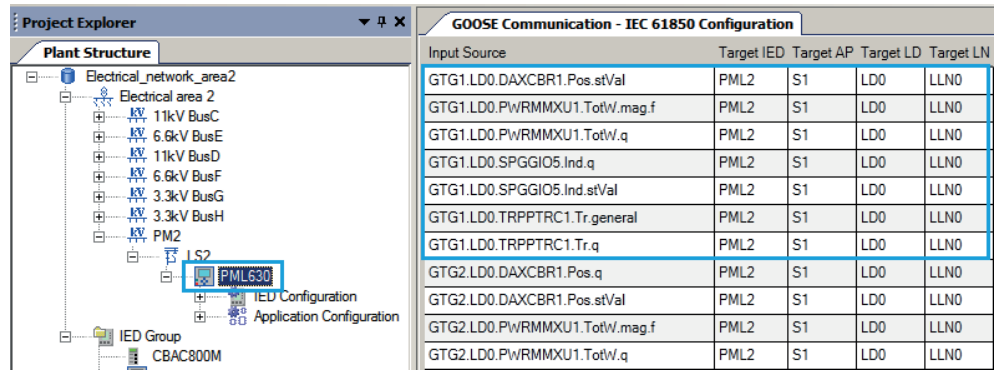 Project Explorer
Plant Structure
Electrical_network_area2
Electrical area 2
11kV BusC
6.6kV BusE
11kV BusD
6.6kV BusF
3.3kV BusG
3.3kV BusH
PM2
LS2
PML630
IED Configuration
Application Configuration
IED Group
CBAC800M
GOOSE Communication - IEC 61850 Configuration
Input Source Target IED Target AP Target LD Target LN
GTG1.LD0.DAXCBR1.Pos.stVal PML2 S1 LD0 LLN0
GTG1.LD0.PWRMMXU1.TotW.mag.f PML2 S1 LD0 LLN0
GTG1.LD0.PWRMMXU1.TotW.q PML2 S1 LD0 LLN0
GTG1.LD0.SPGGIO5.Ind.q PML2 S1 LD0 LLN0
GTG1.LD0.SPGGIO5.Ind.stVal PML2 S1 LD0 LLN0
GTG1.LD0.TRPPTRC1.Tr.general PML2 S1 LD0 LLN0
GTG1.LD0.TRPPTRC1.Tr.q PML2 S1 LD0 LLN0
GTG2.LD0.DAXCBR1.Pos.q PML2 S1 LD0 LLN0
GTG2.LD0.DAXCBR1.Pos.stVal PML2 S1 LD0 LLN0
GTG2.LD0.PWRMMXU1.TotW.mag.f PML2 S1 LD0 LLN0
GTG2.LD0.PWRMMXU1.TotW.q PML2 S1 LD0 LLN0